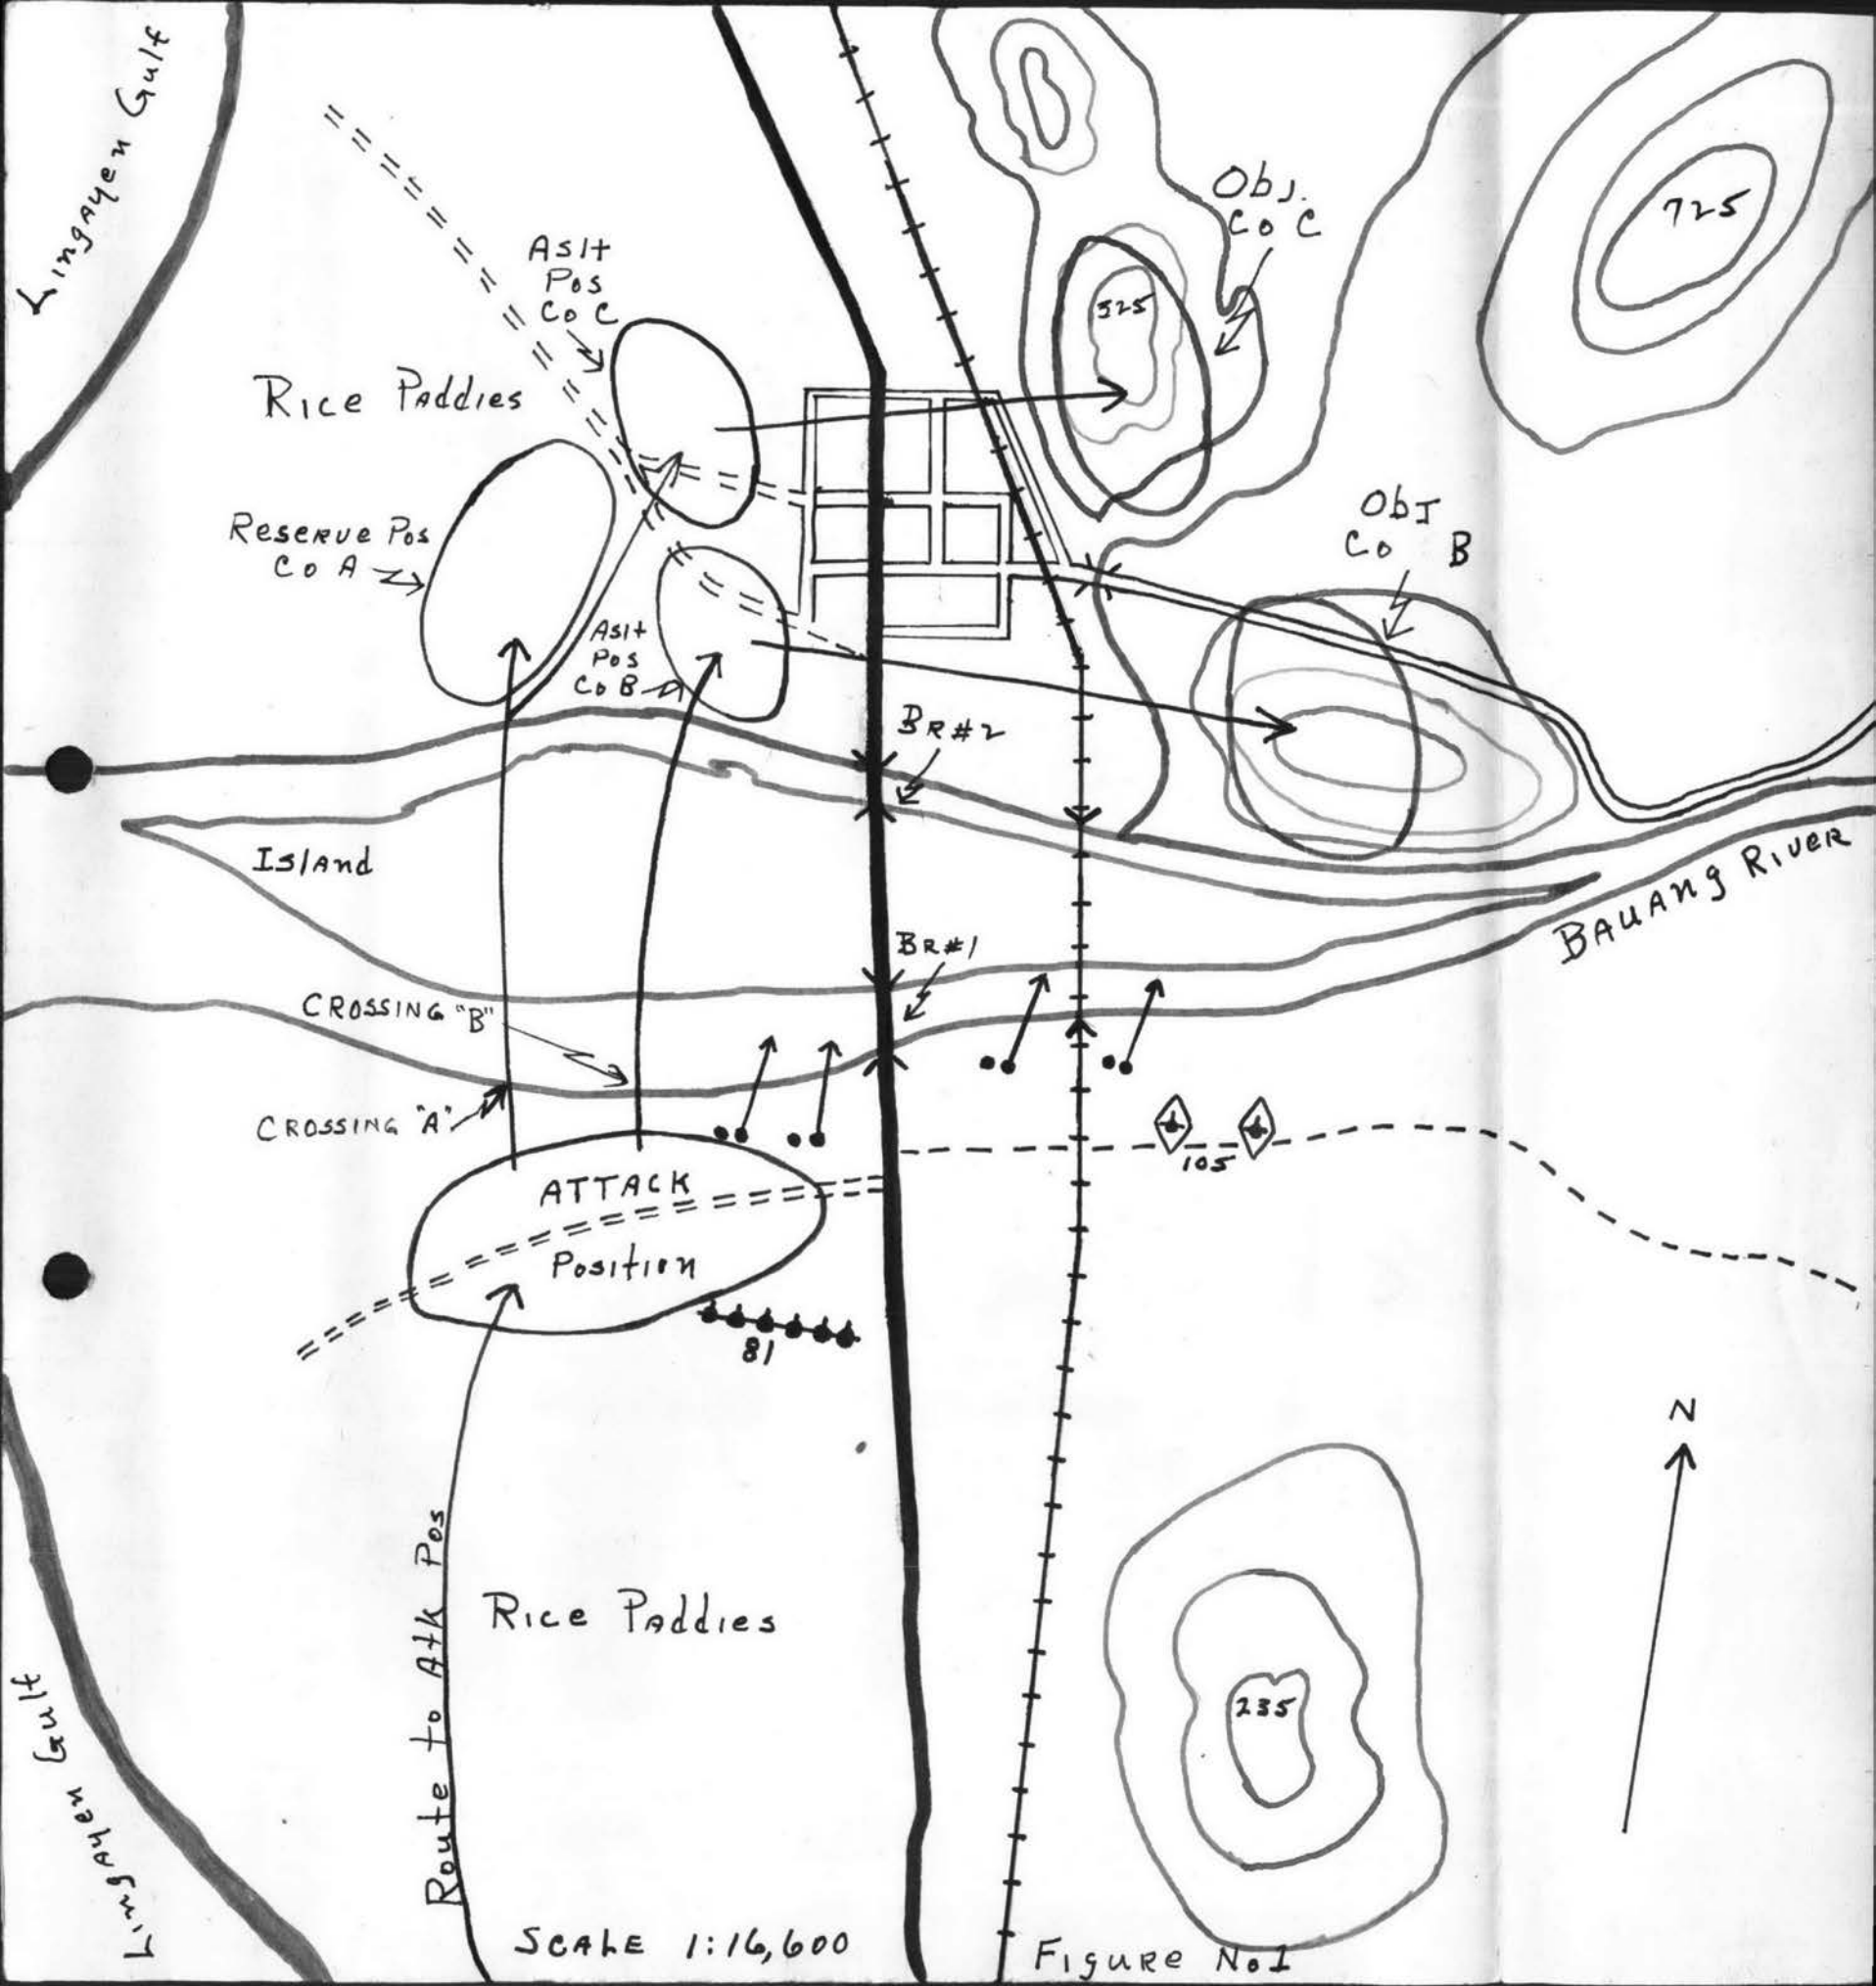 Lingayen Gulf
Obj.
Co C
725
Aslt
Pos
Co C
325
Rice Paddies
Reserve Pos
Co A
Obj
Co B
Aslt
Pos
Co B
BR#2
Island
BAUANG RIVER
BR#1
CROSSING "B"
CROSSING "A"
105
ATTACK
Position
81
N
Route to Atk Pos
Rice Paddies
235
Lingayen Gulf
SCALE 1:16,600
Figure No1